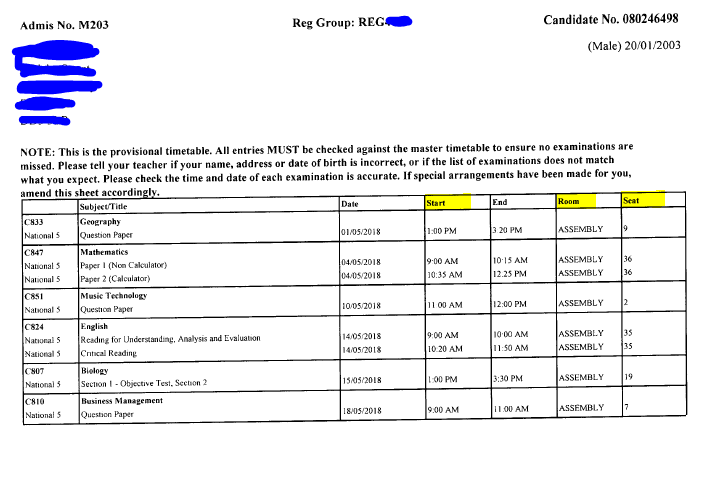 Admis No. M203 Reg Group: REG Candidate No. 080246498
(Male) 20/01/2003
NOTE: This is the provisional timetable. All entries MUST be checked against the master timetable to ensure no examinations are
missed. Please tell your teacher if your name, address or date of birth is incorrect, or if the list of examinations does not match
what you expect. Please check the time and date of each examination is accurate. If special arrangements have been made for you,
amend this sheet accordingly.
Subject/Title Date Start End Room Seat
C833 Geography
National 5 Question Paper 01/05/2018 1:00 PM 3 20 PM ASSEMBLY 9
C847 Mathematics
National 5 Paper 1 (Non Calculator) 04/05/2018 9:00 AM 10:15 AM ASSEMBLY 36
National 5 Paper 2 (Calculator) 04/05/2018 10:35 AM 12:25 PM ASSEMBLY 36
C851 Music Technology
National 5 Question Paper 10/05/2018 11 00 AM 12:00 PM ASSEMBLY 2
C824 English
National 5 Reading for Understanding, Analysis and Evaluation 14/05/2018 9:00 AM 10:00 AM ASSEMBLY 35
National 5 Critical Reading 14/05/2018 10:20 AM 11:50 AM ASSEMBLY 35
C807 Biology
National 5 Section 1 - Objective Test, Section 2 15/05/2018 1:00 PM 3:30 PM ASSEMBLY 19
C810 Business Management
National 5 Question Paper 18/05/2018 9:00 AM 11:00 AM ASSEMBLY 7